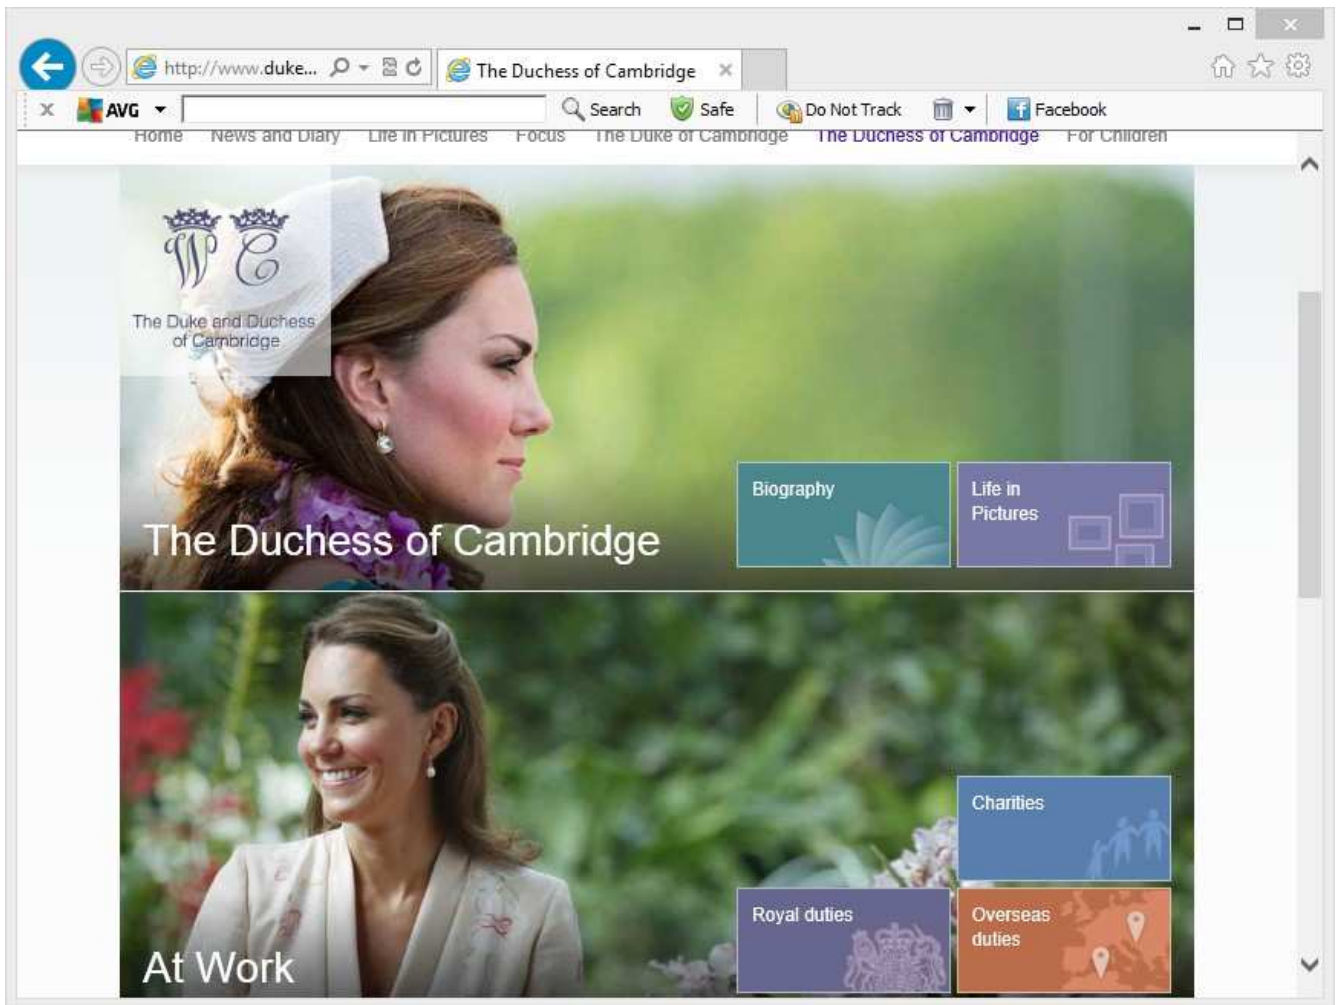 http://www.duke...
The Duchess of Cambridge
AVG
Search
Safe
Do Not Track
Facebook
Home News and Diary Life in Pictures Focus The Duke of Cambridge The Duchess of Cambridge For Children
W C
The Duke and Duchess
of Cambridge
Biography
Life in
Pictures
The Duchess of Cambridge
Charities
Royal duties
Overseas
duties
At Work